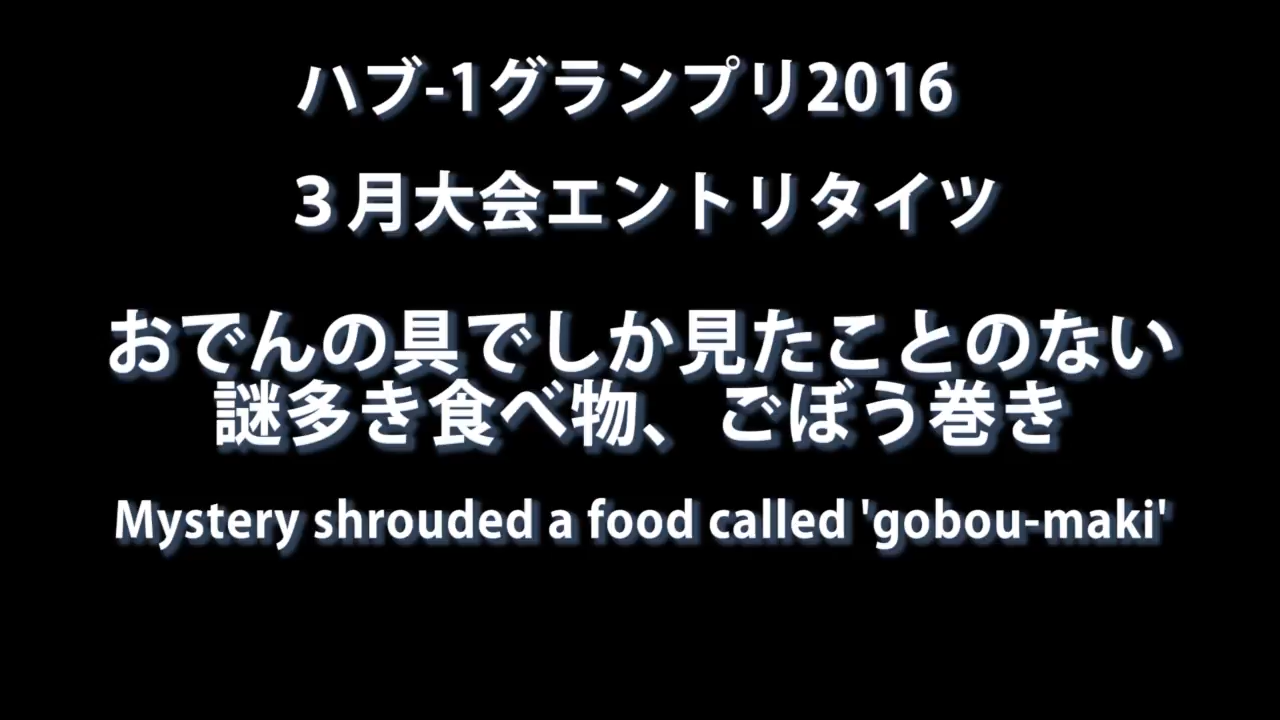 ハブ-1グランプリ2016
３月大会エントリタイツ
おでんの具でしか見たことのない
謎多き食べ物、ごぼう巻き
Mystery shrouded a food called 'gobou-maki'